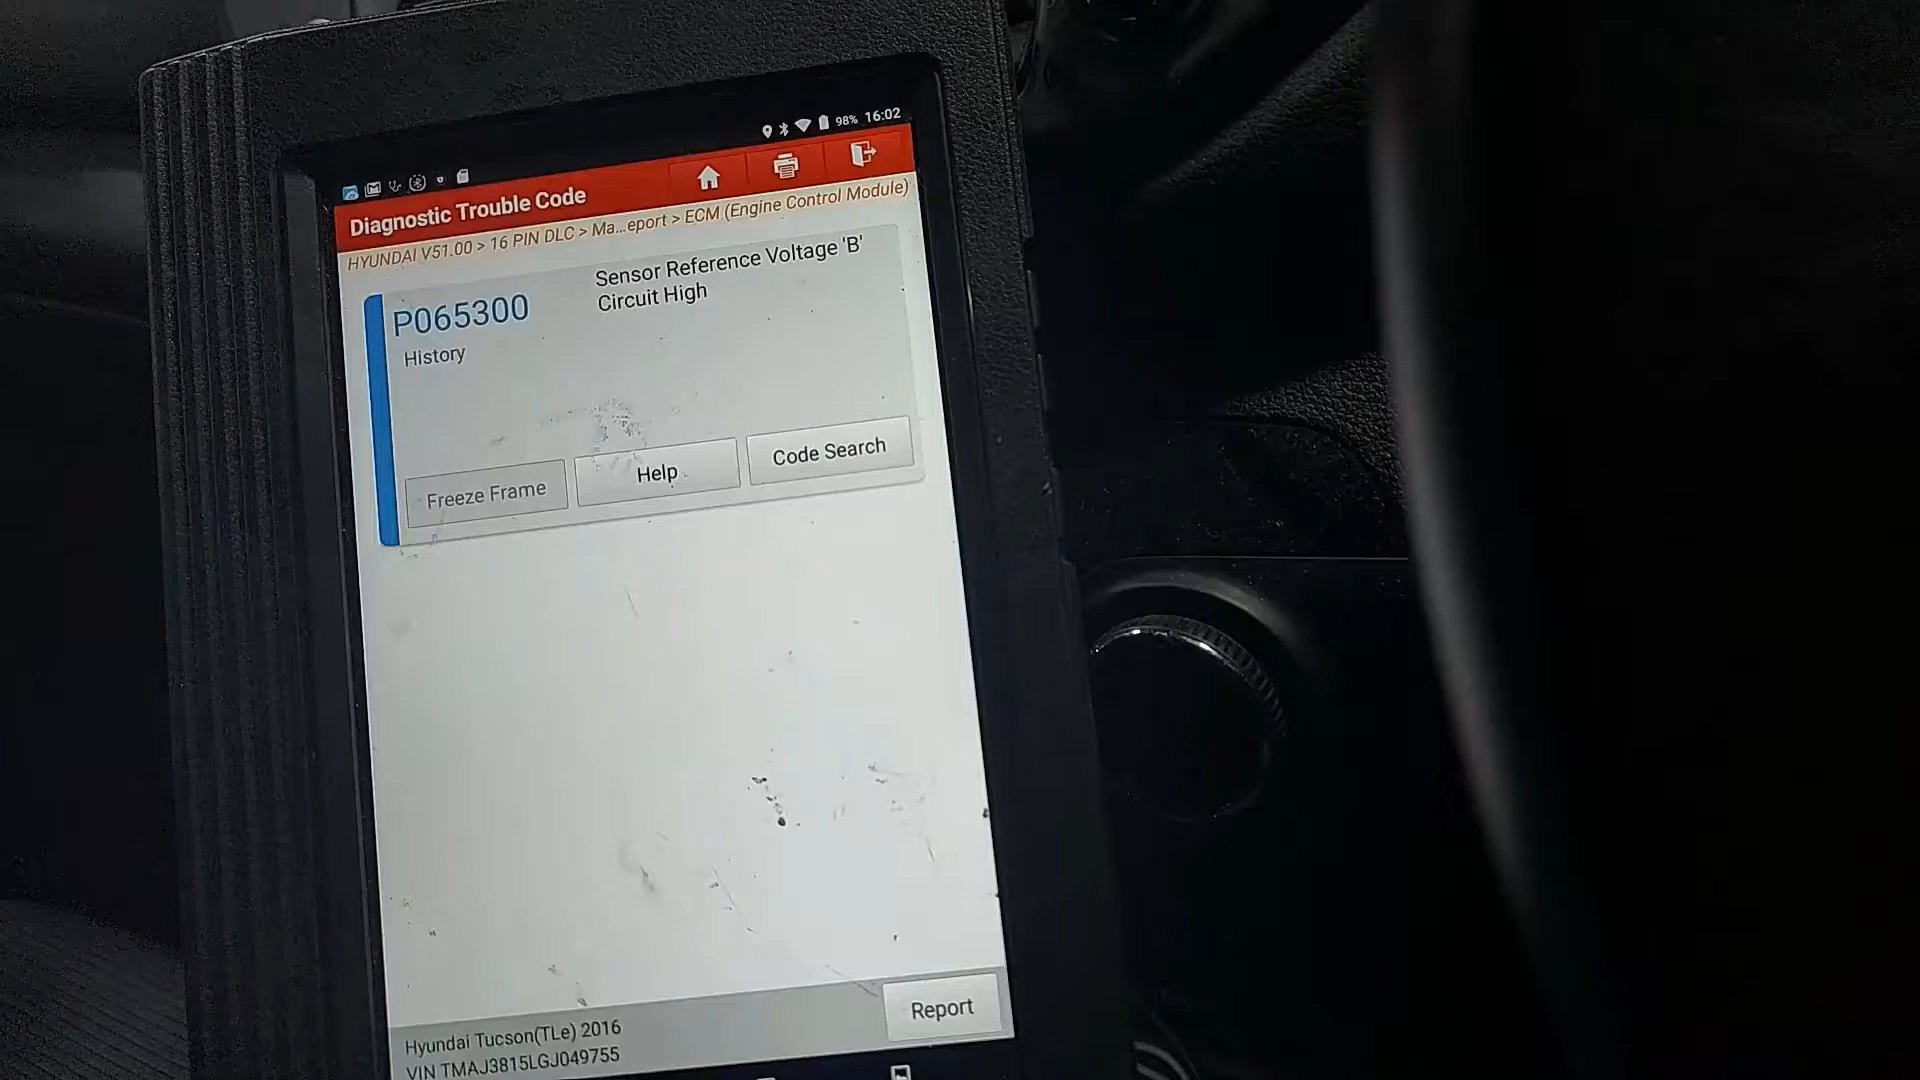 98% 16:02
Diagnostic Trouble Code
HYUNDAI V51.00 > 16 PIN DLC > Ma...eport > ECM (Engine Control Module)
P065300
Sensor Reference Voltage 'B'
Circuit High
History
Freeze Frame
Help
Code Search
Report
Hyundai Tucson(TLe) 2016
VIN TMAJ3815LGJ049755